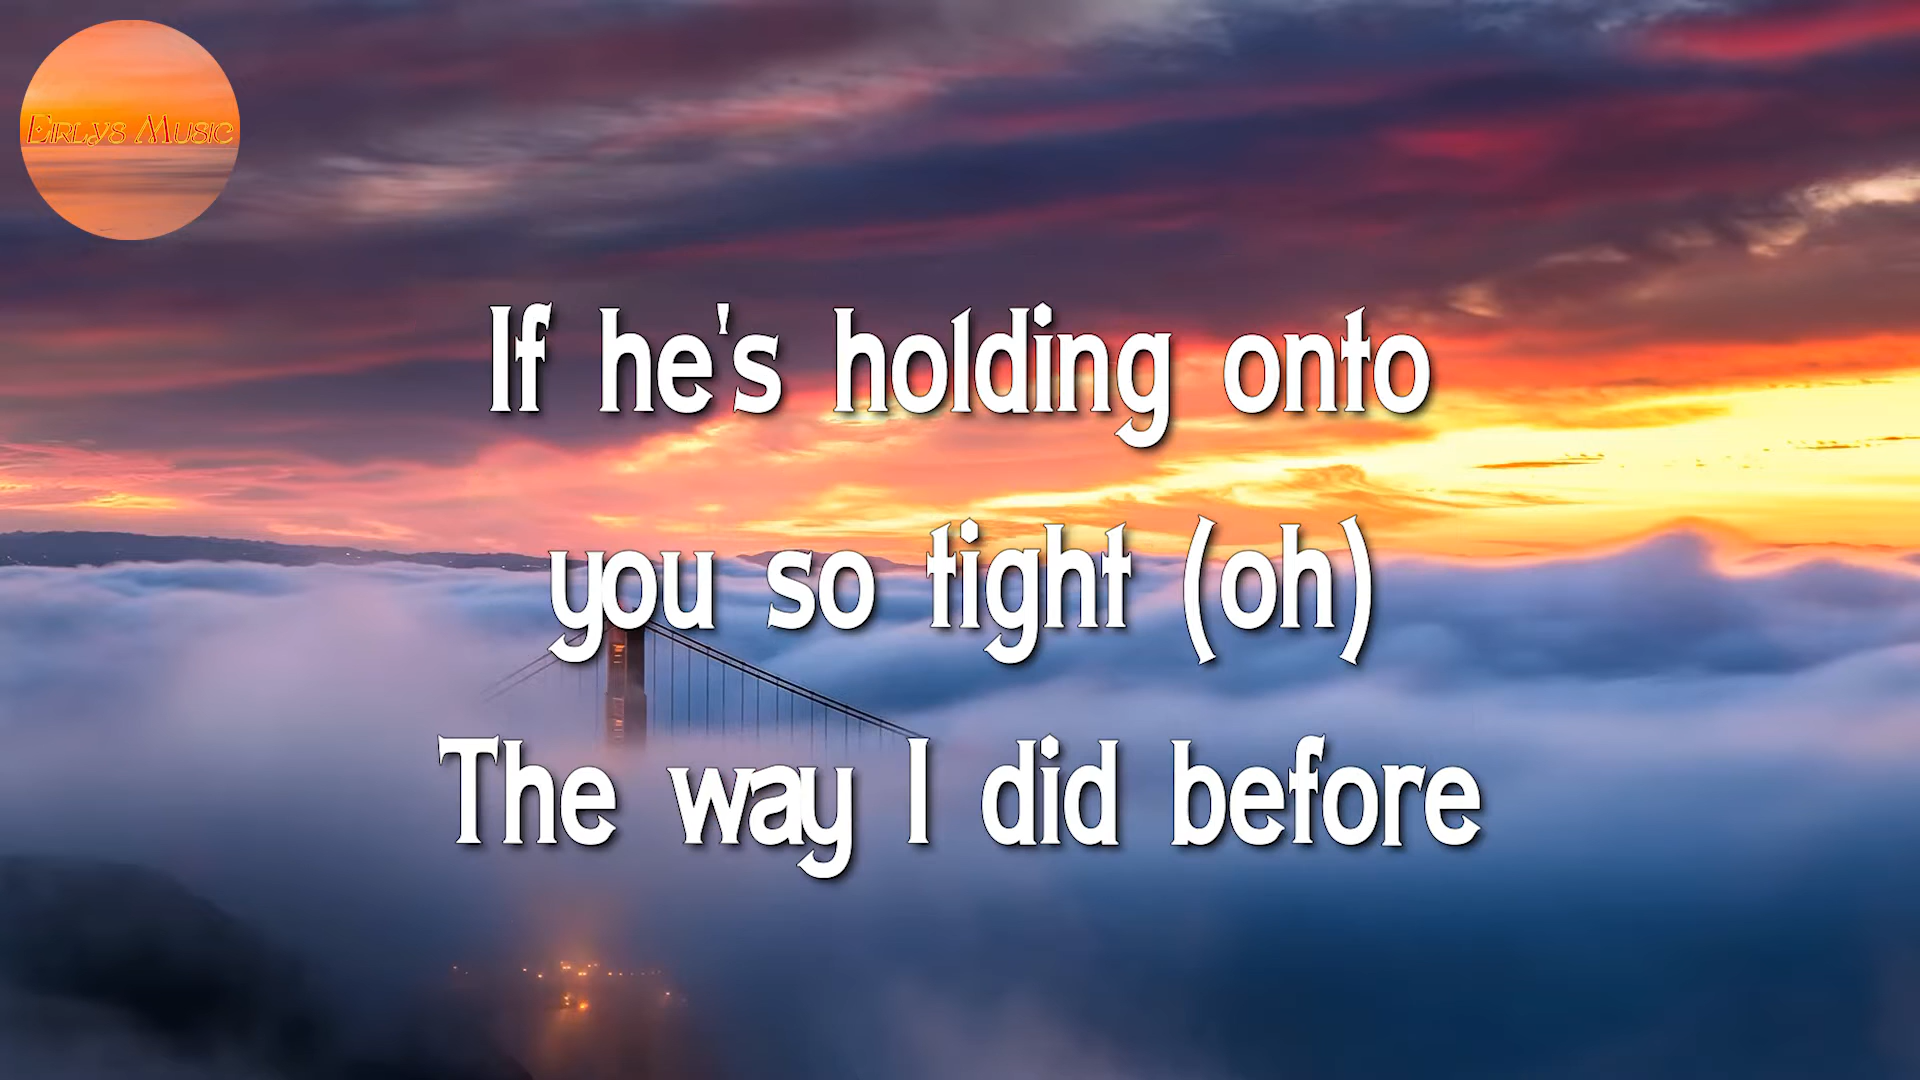 Eirlys Music
If he's holding onto
you so tight (oh)
The way I did before